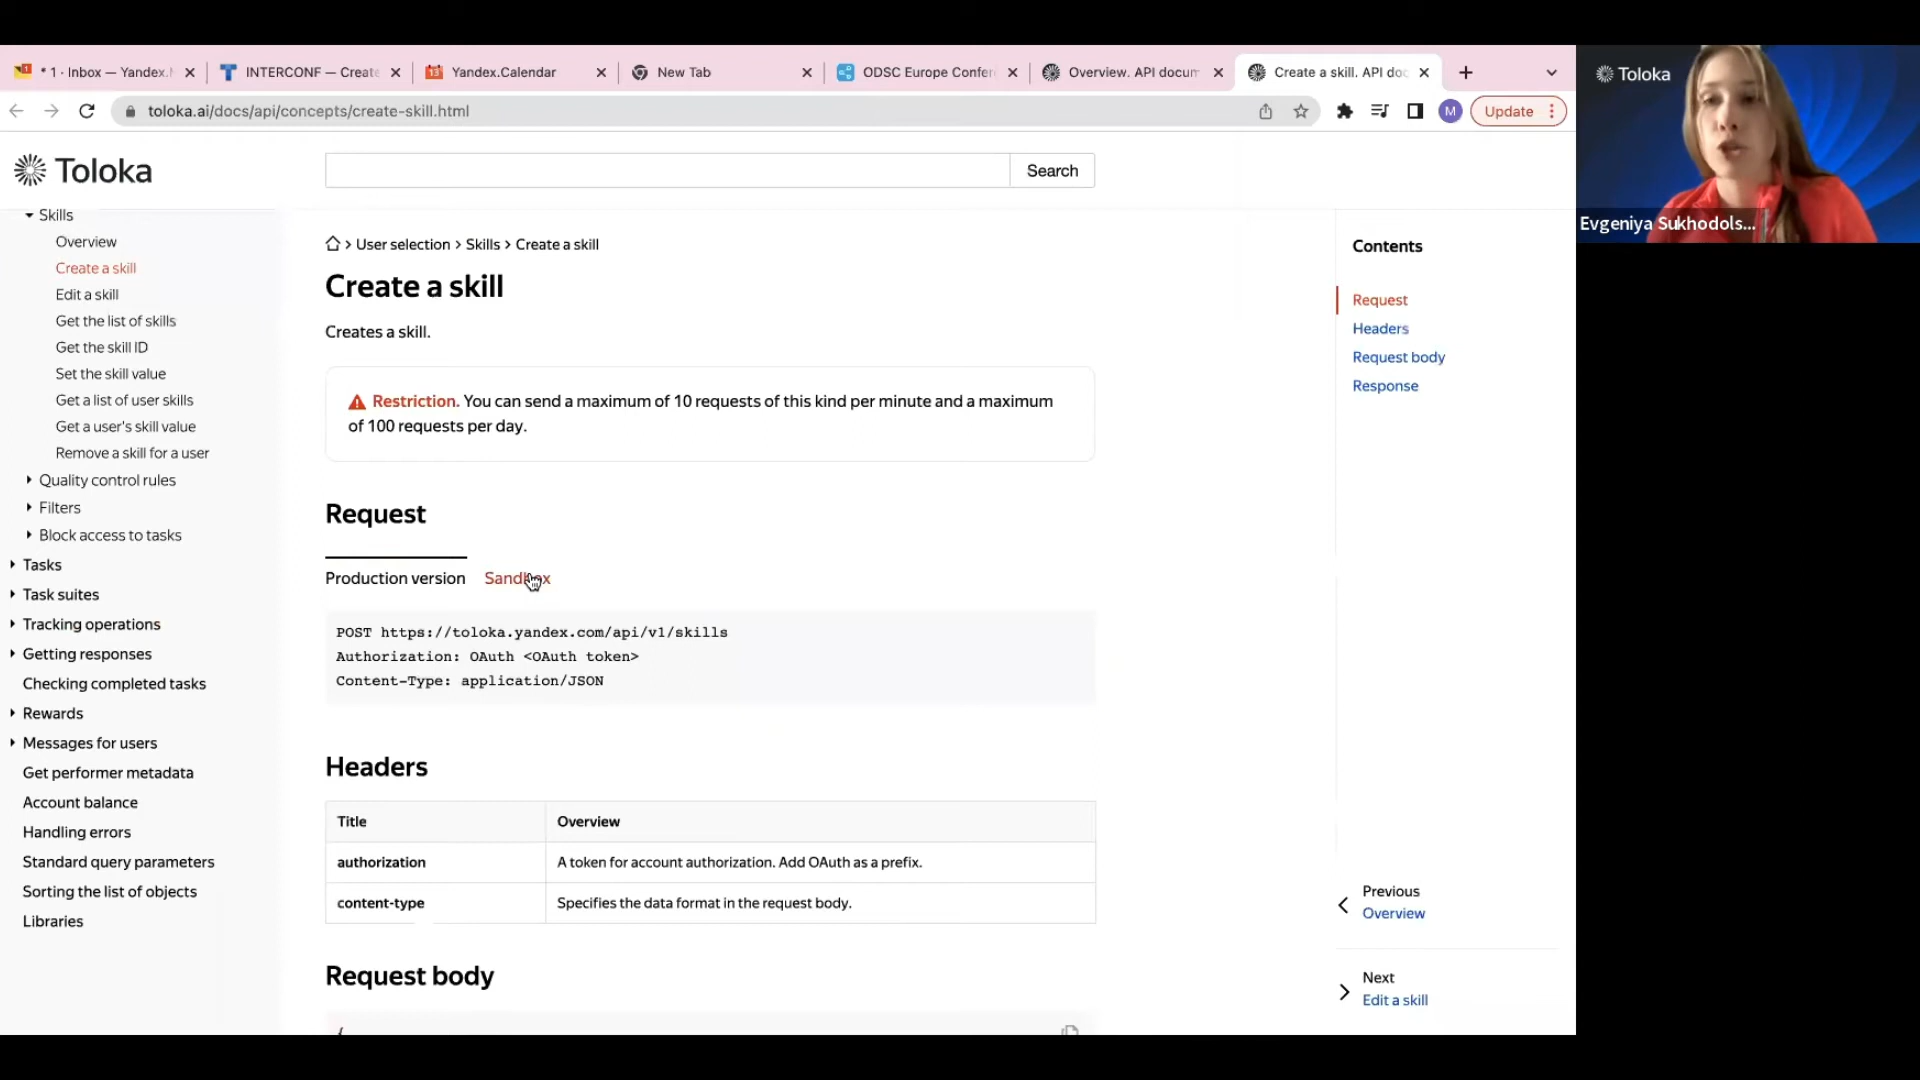 * 1 · Inbox — Yandex.
INTERCONF — Create
Yandex.Calendar
New Tab
ODSC Europe Confer
Overview. API docum
Create a skill. API doc
toloka.ai/docs/api/concepts/create-skill.html
M
Update
Toloka
Evgeniya Sukhodols...
Toloka
Search
Skills
Overview
Create a skill
Edit a skill
Get the list of skills
Get the skill ID
Set the skill value
Get a list of user skills
Get a user's skill value
Remove a skill for a user
Quality control rules
Filters
Block access to tasks
Tasks
Task suites
Tracking operations
Getting responses
Checking completed tasks
Rewards
Messages for users
Get performer metadata
Account balance
Handling errors
Standard query parameters
Sorting the list of objects
Libraries
> User selection > Skills > Create a skill
Create a skill
Creates a skill.
Restriction. You can send a maximum of 10 requests of this kind per minute and a maximum
of 100 requests per day.
Request
Production version Sandbox
POST https://toloka.yandex.com/api/v1/skills
Authorization: OAuth <OAuth token>
Content-Type: application/JSON
Headers
Title Overview
authorization A token for account authorization. Add OAuth as a prefix.
content-type Specifies the data format in the request body.
Request body
{
Contents
Request
Headers
Request body
Response
Previous
Overview
Next
Edit a skill